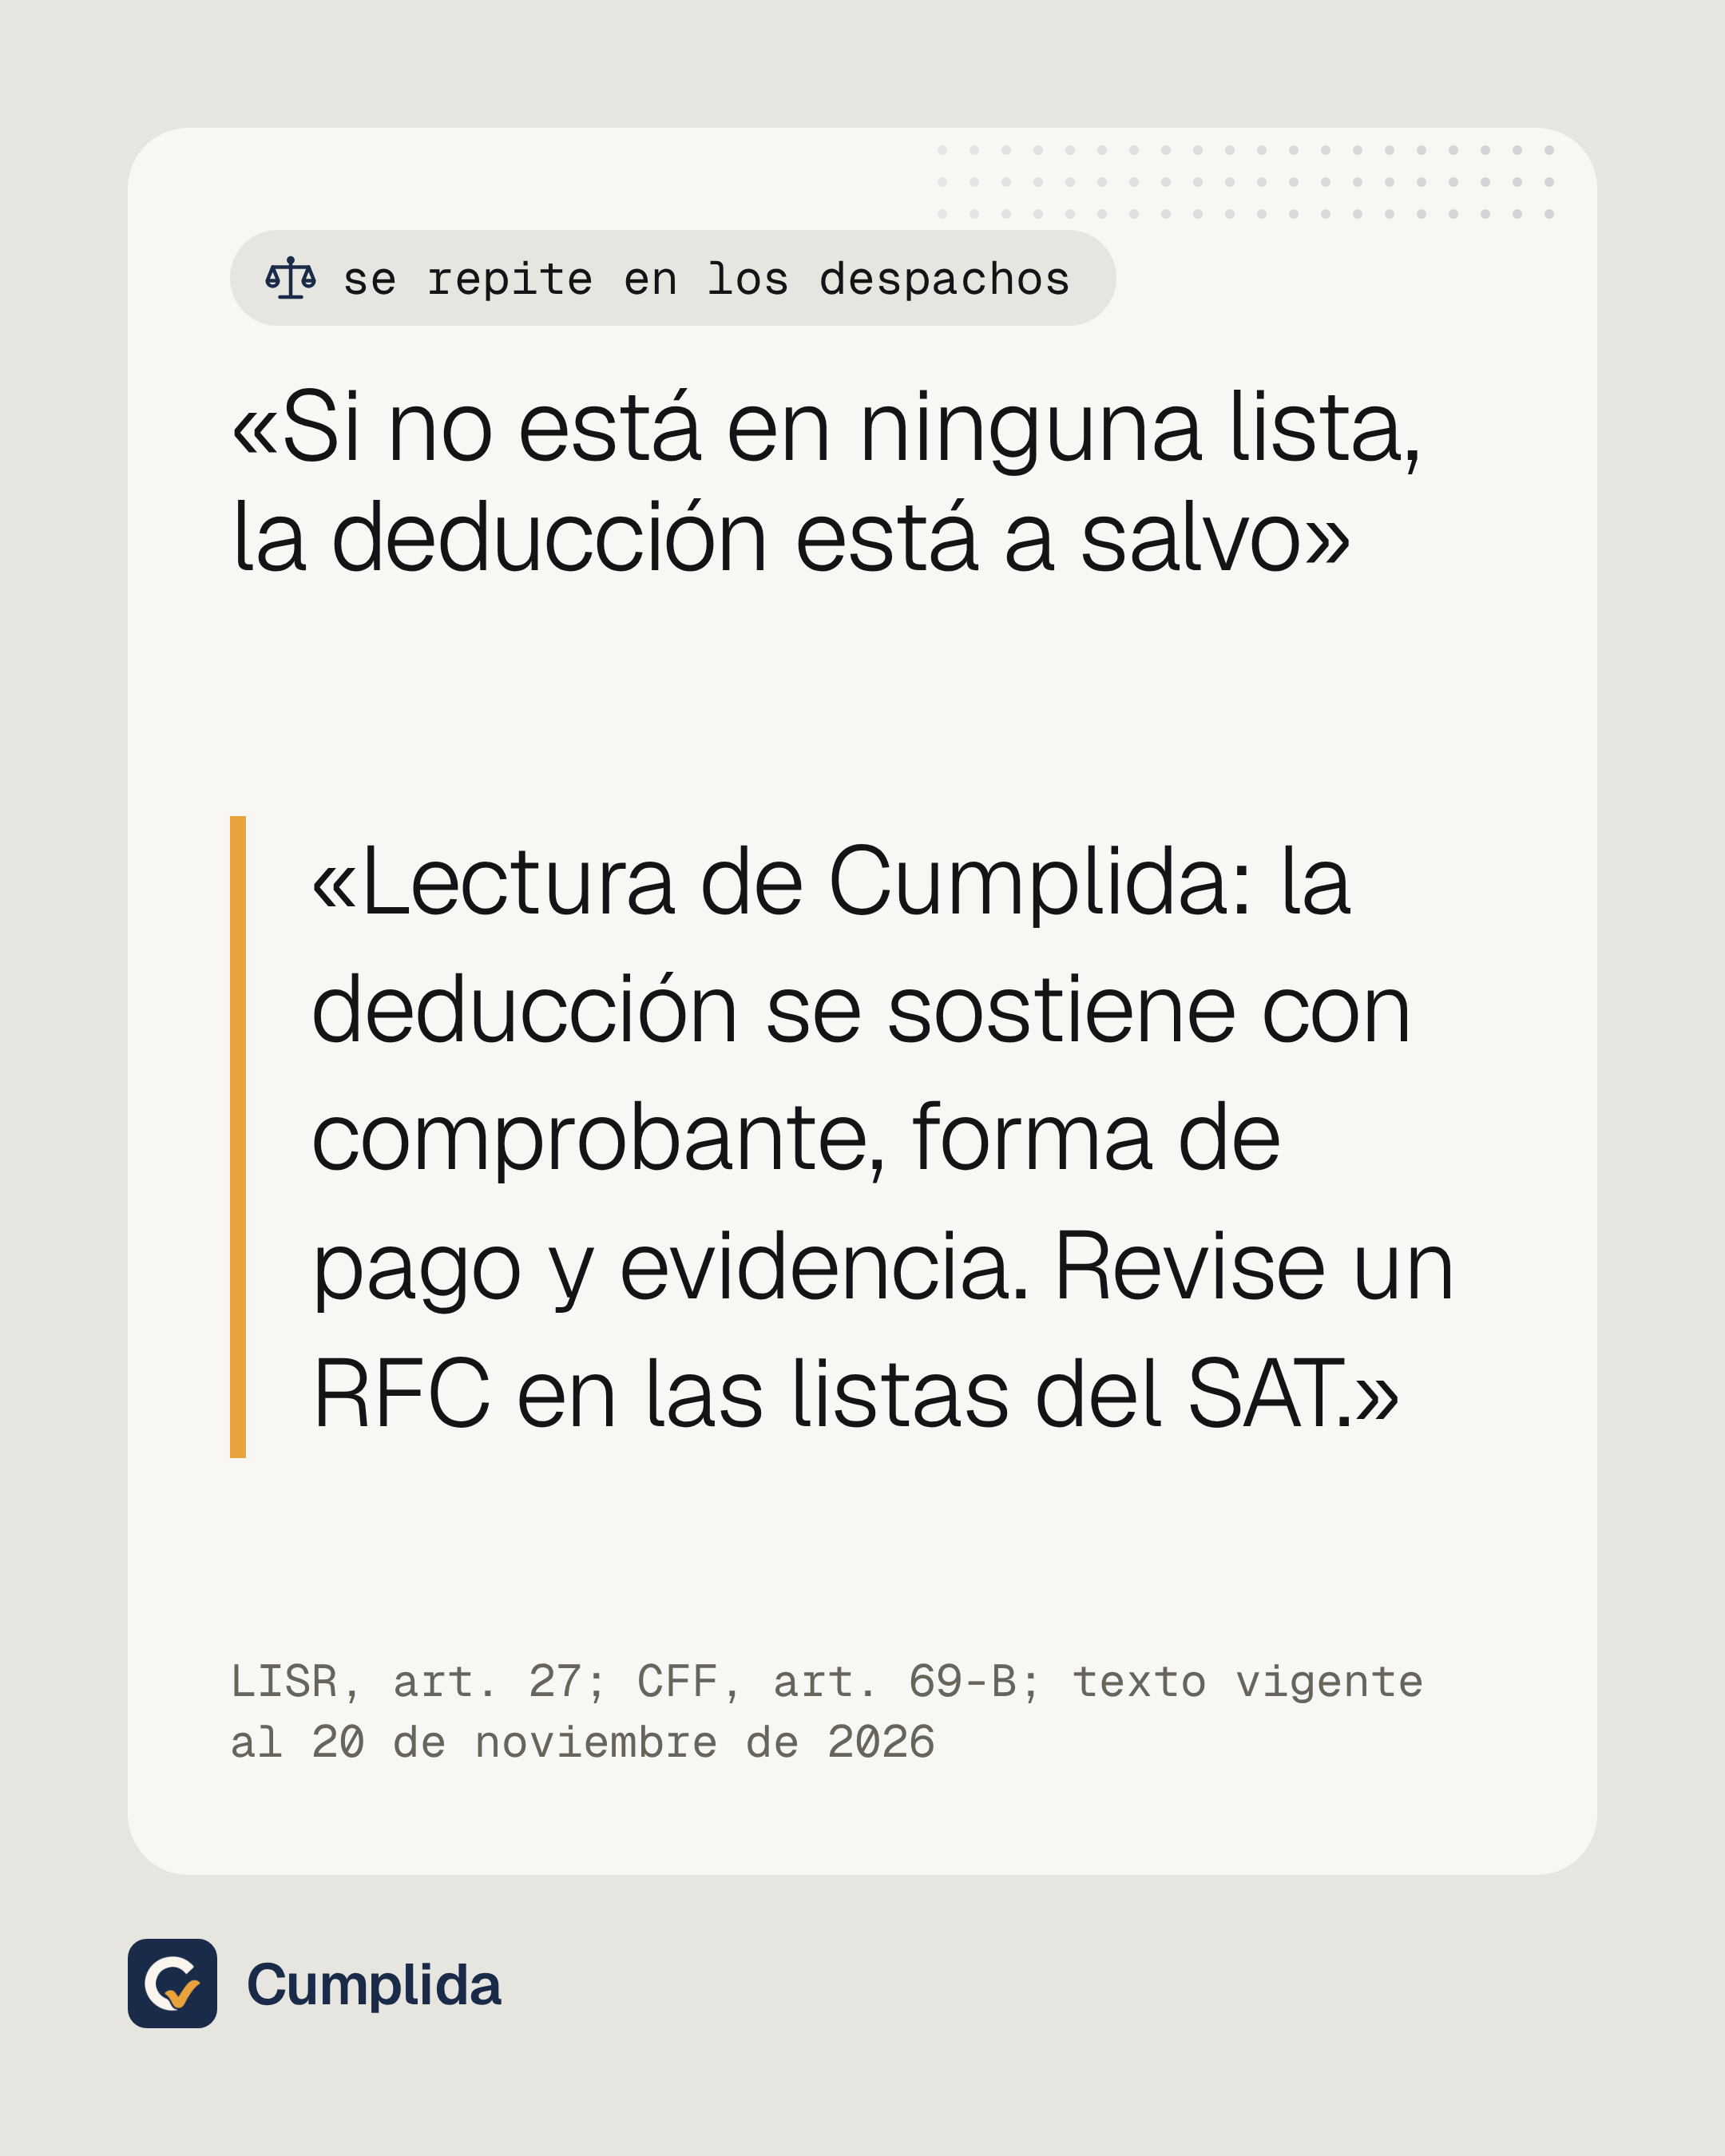 se repite en los despachos
«Si no está en ninguna lista,
la deducción está a salvo»
«Lectura de Cumplida: la
deducción se sostiene con
comprobante, forma de
pago y evidencia. Revise un
RFC en las listas del SAT.»
LISR, art. 27; CFF, art. 69-B; texto vigente
al 20 de noviembre de 2026
Cumplida